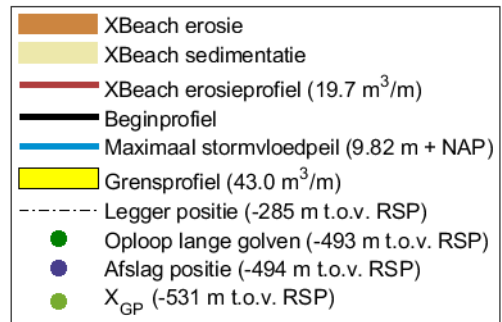 XBeach erosie
XBeach sedimentatie
XBeach erosieprofiel (19.7 m³/m)
Beginprofiel
Maximaal stormvloedpeil (9.82 m + NAP)
Grensprofiel (43.0 m³/m)
Legger positie (-285 m t.o.v. RSP)
Oploop lange golven (-493 m t.o.v. RSP)
Afslag positie (-494 m t.o.v. RSP)
X_GP (-531 m t.o.v. RSP)